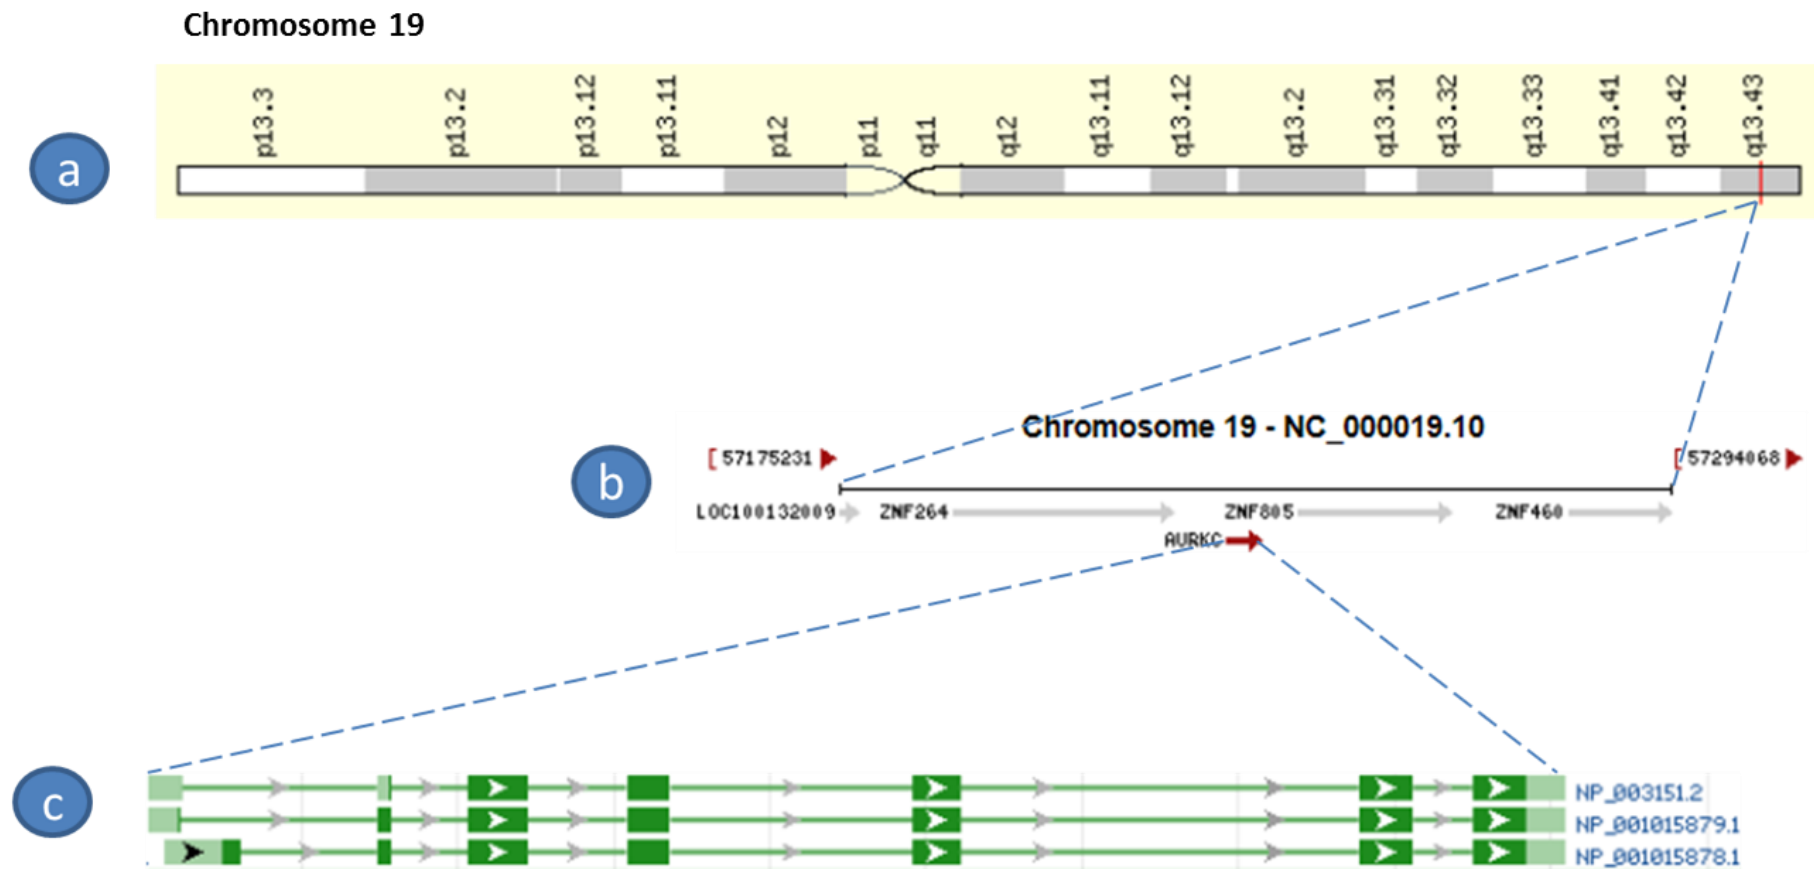 Chromosome 19
p13.3 p13.2 p13.12 p13.11 p12 p11 q11 q12 q13.11 q13.12 q13.2 q13.31 q13.32 q13.33 q13.41 q13.42 q13.43
a
Chromosome 19 - NC_000019.10
[ 57175231 [ 57294068
b
LOC100132009 ZNF264 ZNF805 ZNF460
AURKC
c
NP_003151.2
NP_001015879.1
NP_001015878.1